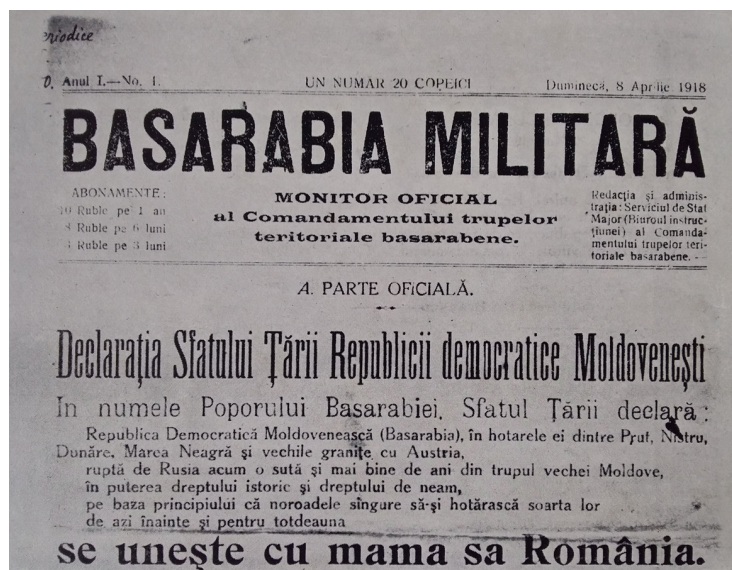 eriodice
0. Anul I.—No. 1.
UN NUMĂR 20 COPEICI
Duminecă, 8 Aprilie 1918
BASARABIA MILITARĂ
ABONAMENTE:
10 Ruble pe 1 an
8 Ruble pe 6 luni
4 Ruble pe 3 luni
MONITOR OFICIAL
al Comandamentului trupelor
teritoriale basarabene.
Redacția și adminis-
trația: Serviciul de Stat
Major (Biuroul instruc-
țiunei) al Comanda-
mentului trupelor teri-
toriale basarabene. - -
A. PARTE OFICIALĂ.
Declarația Sfatului Țării Republicii democratice Moldovenești
In numele Poporului Basarabiei, Sfatul Țării declară:
Republica Democratică Moldovenească (Basarabia), în hotarele ei dintre Prut, Nistru,
Dunăre, Marea Neagră și vechile granițe cu Austria,
ruptă de Rusia acum o sută și mai bine de ani din trupul vechei Moldove,
în puterea dreptului istoric și dreptului de neam,
pe baza principiului că noroadele singure să-și hotărască soarta lor
de azi înainte și pentru totdeauna
se unește cu mama sa România.